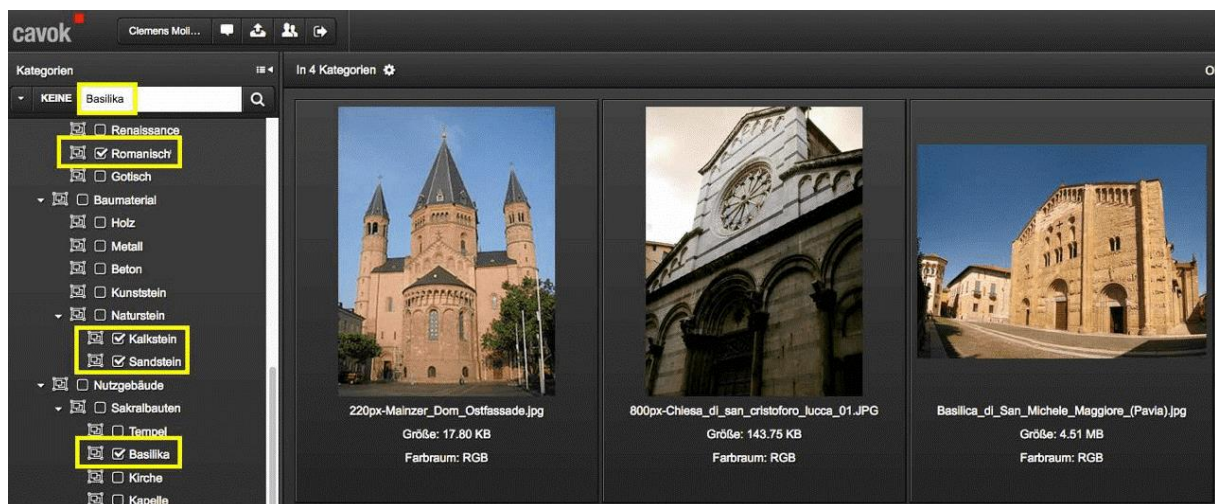 cavok
Clemens Moli...
Kategorien
KEINE Basilika
Renaissance
Romanisch
Gotisch
Baumaterial
Holz
Metall
Beton
Kunststein
Naturstein
Kalkstein
Sandstein
Nutzgebäude
Sakralbauten
Tempel
Basilika
Kirche
Kapelle
In 4 Kategorien
O
220px-Mainzer_Dom_Ostfassade.jpg
Größe: 17.80 KB
Farbraum: RGB
800px-Chiesa_di_san_cristoforo_lucca_01.JPG
Größe: 143.75 KB
Farbraum: RGB
Basilica_di_San_Michele_Maggiore_(Pavia).jpg
Größe: 4.51 MB
Farbraum: RGB